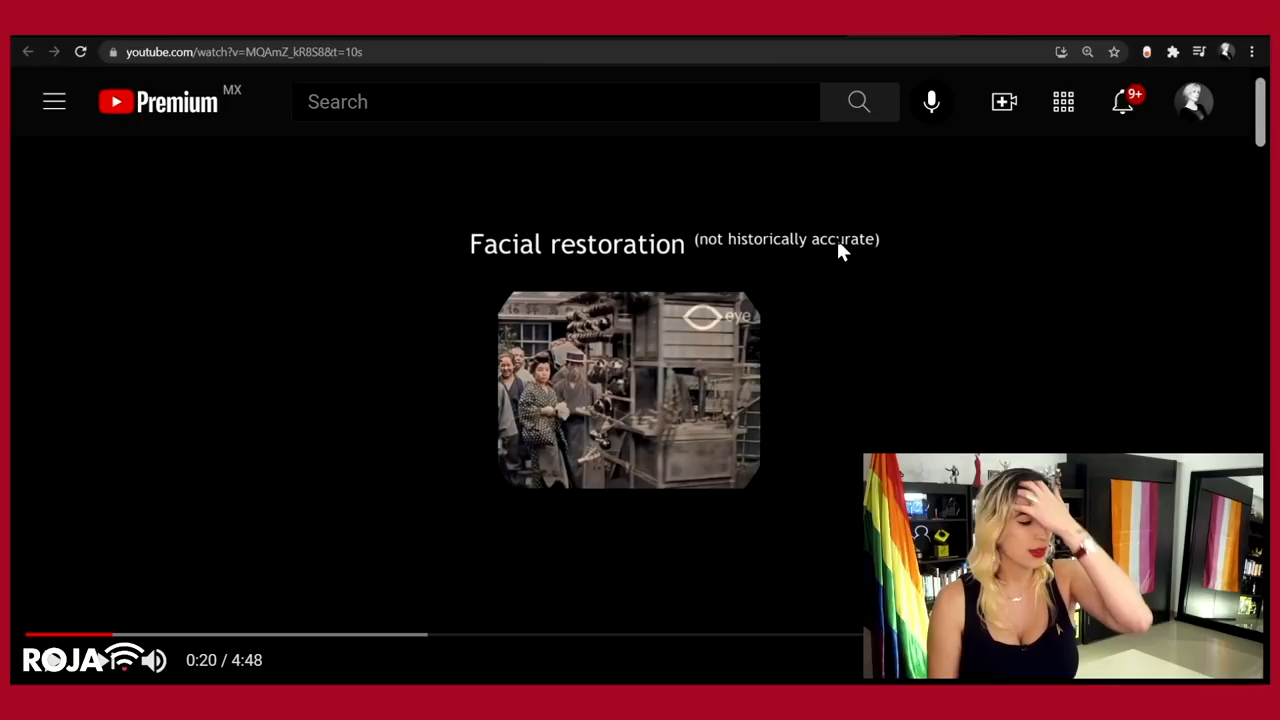 youtube.com/watch?v=MQAmZ_kR8S8&t=10s
Premium MX
Search
9+
Facial restoration (not historically accurate)
eye
ROJA
0:20 / 4:48